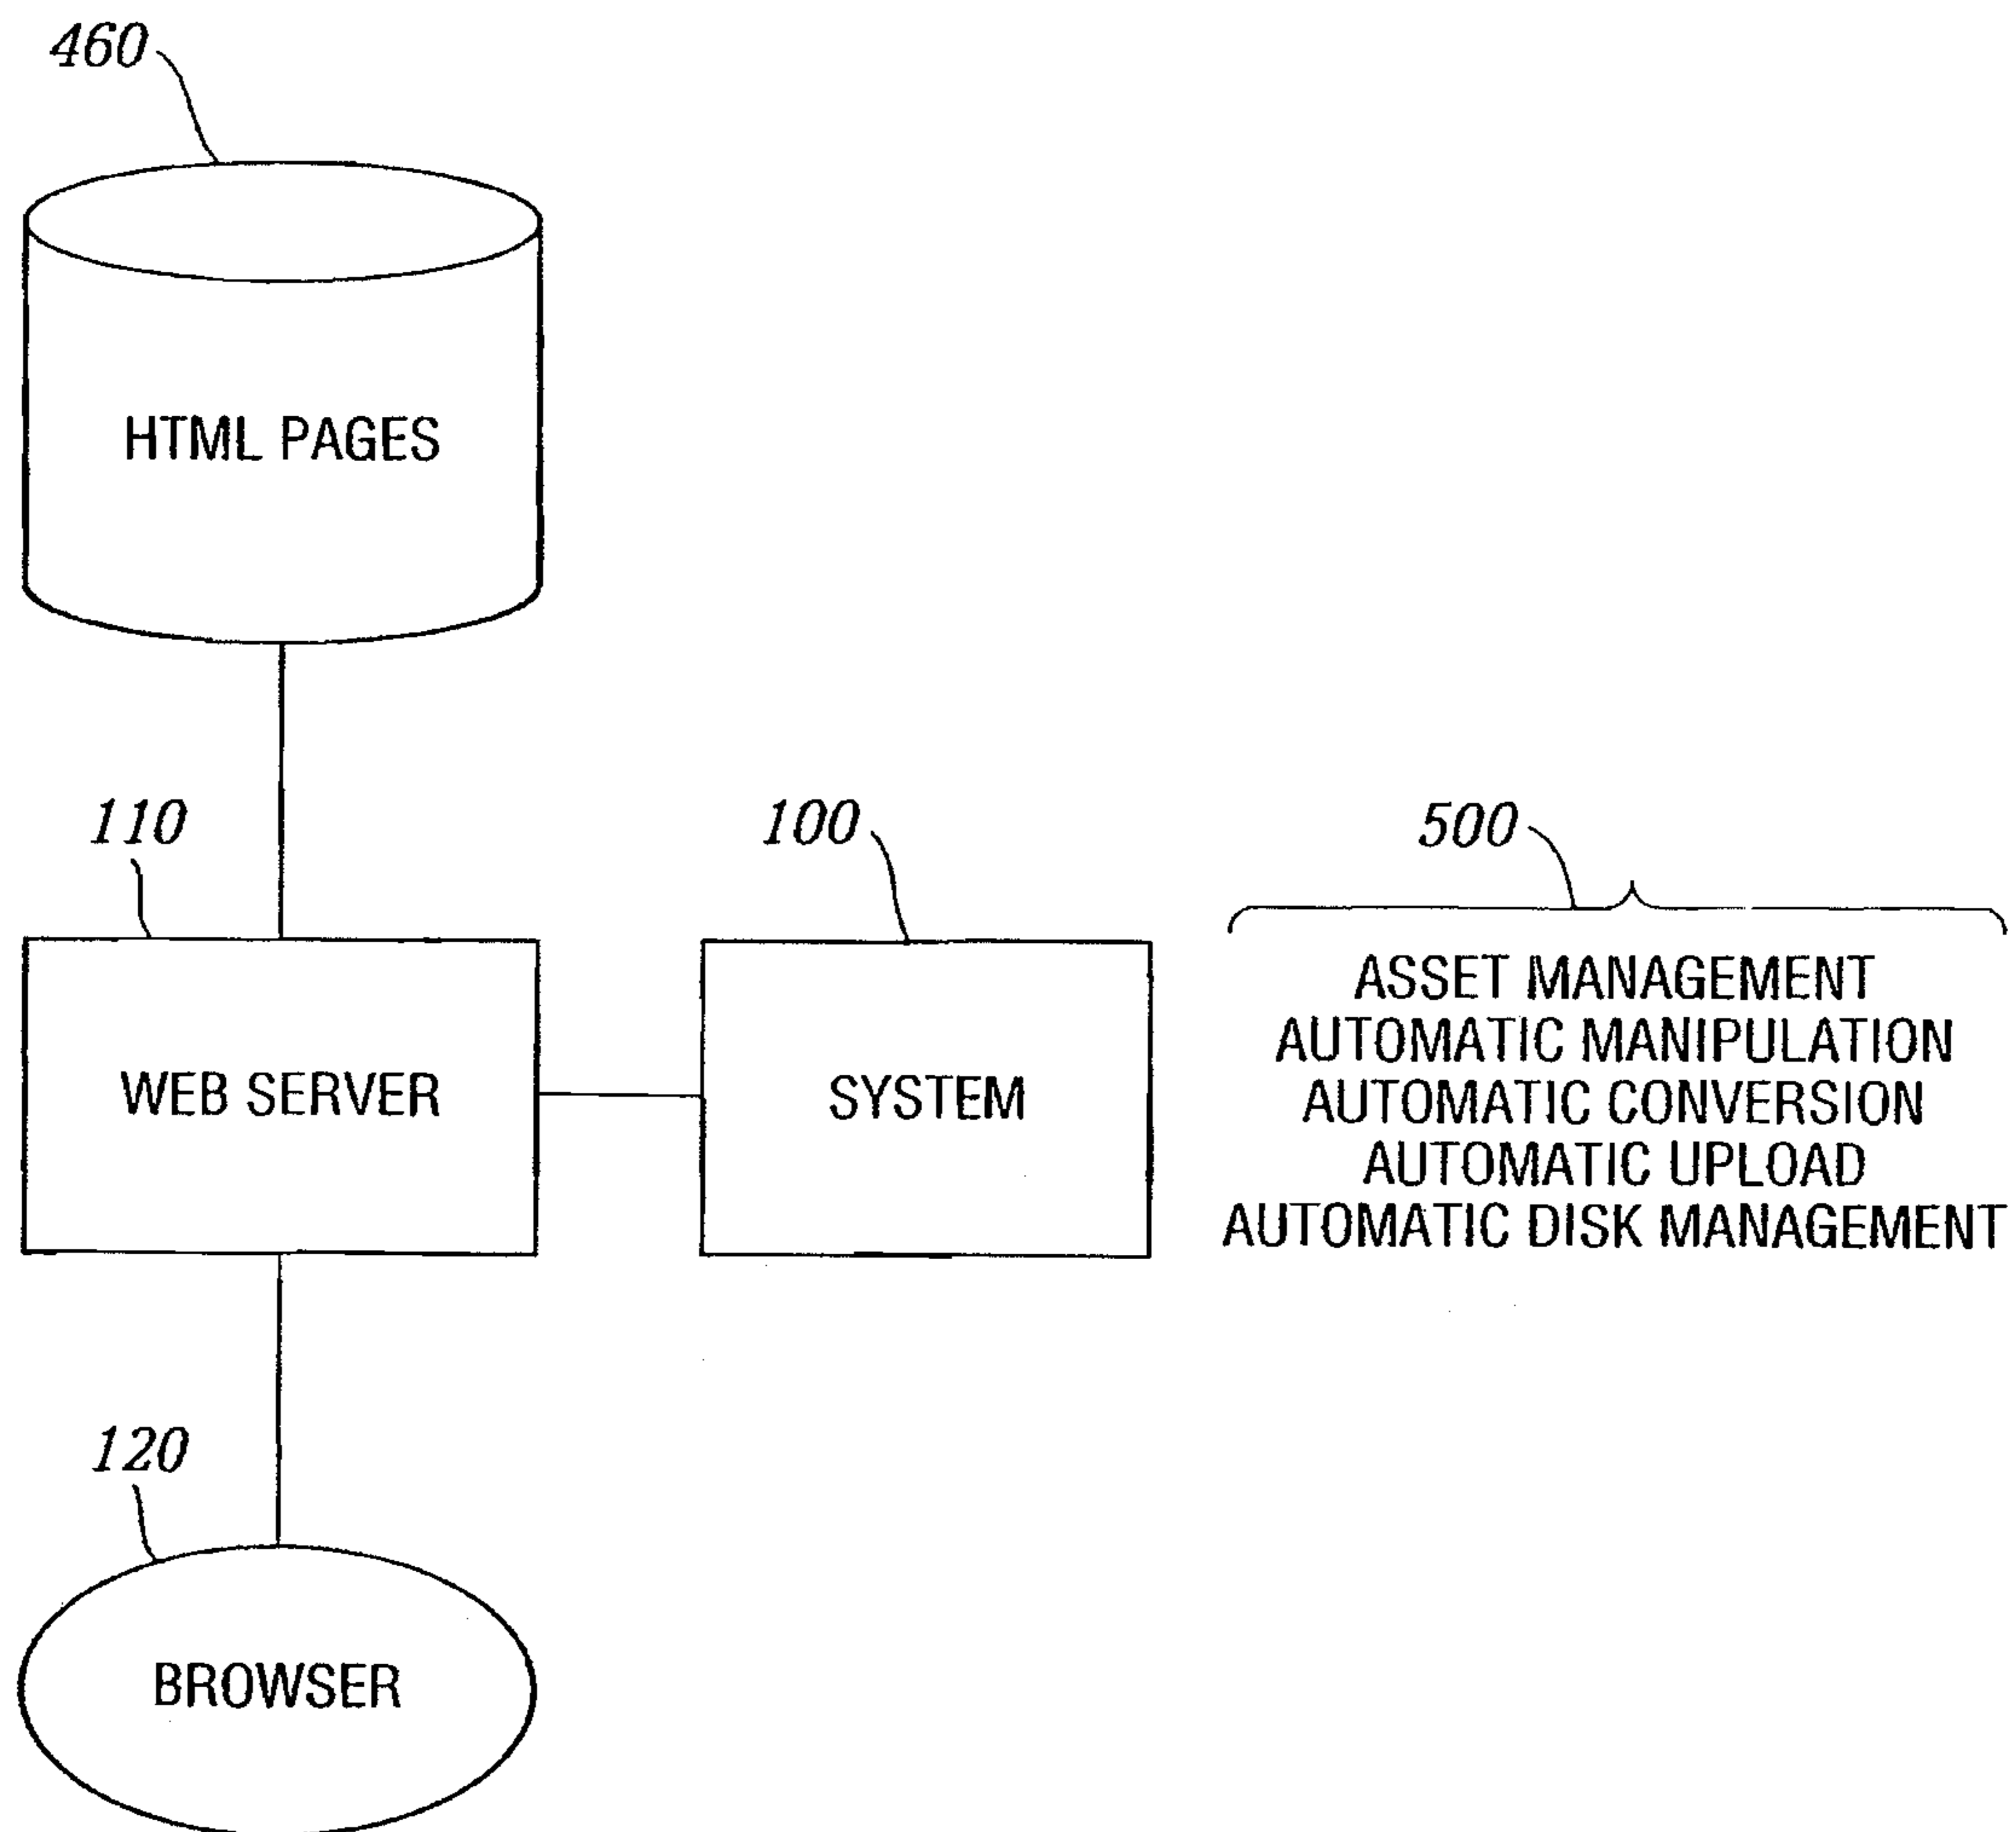 460
HTML PAGES
110
100
500
WEB SERVER
SYSTEM
ASSET MANAGEMENT
AUTOMATIC MANIPULATION
AUTOMATIC CONVERSION
AUTOMATIC UPLOAD
AUTOMATIC DISK MANAGEMENT
120
BROWSER